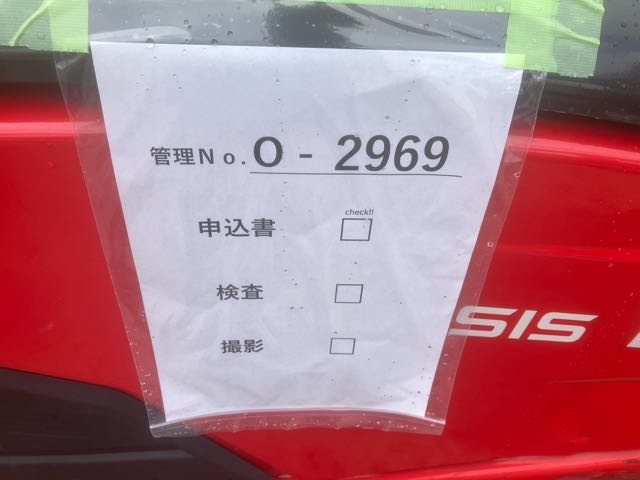 管理No. O - 2969
check!!
申込書 □
検査 □
撮影 □
SIS